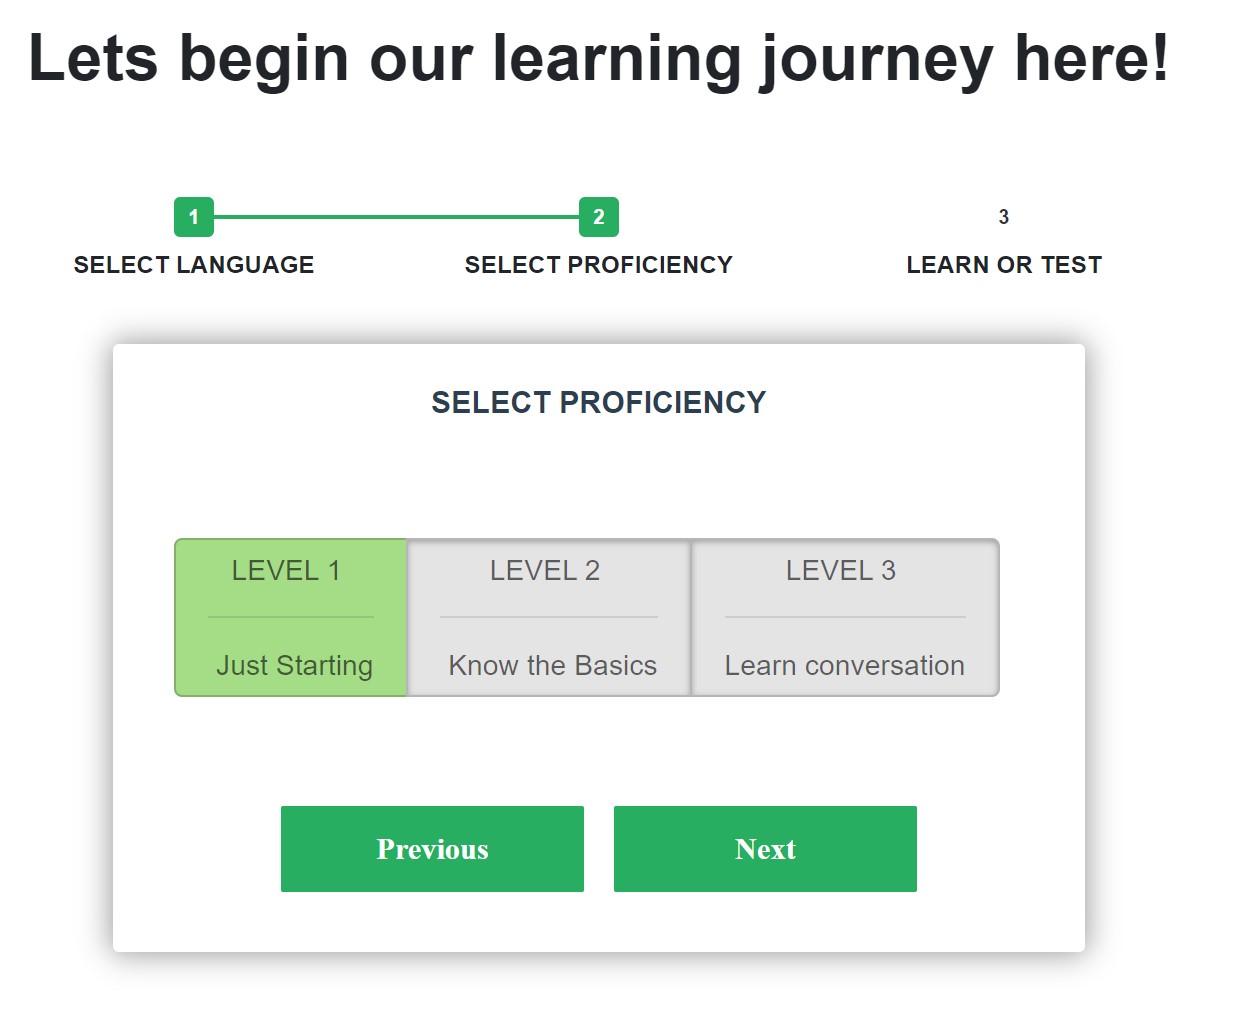 Lets begin our learning journey here!
1 2 3
SELECT LANGUAGE SELECT PROFICIENCY LEARN OR TEST
SELECT PROFICIENCY
LEVEL 1 LEVEL 2 LEVEL 3
Just Starting Know the Basics Learn conversation
Previous Next